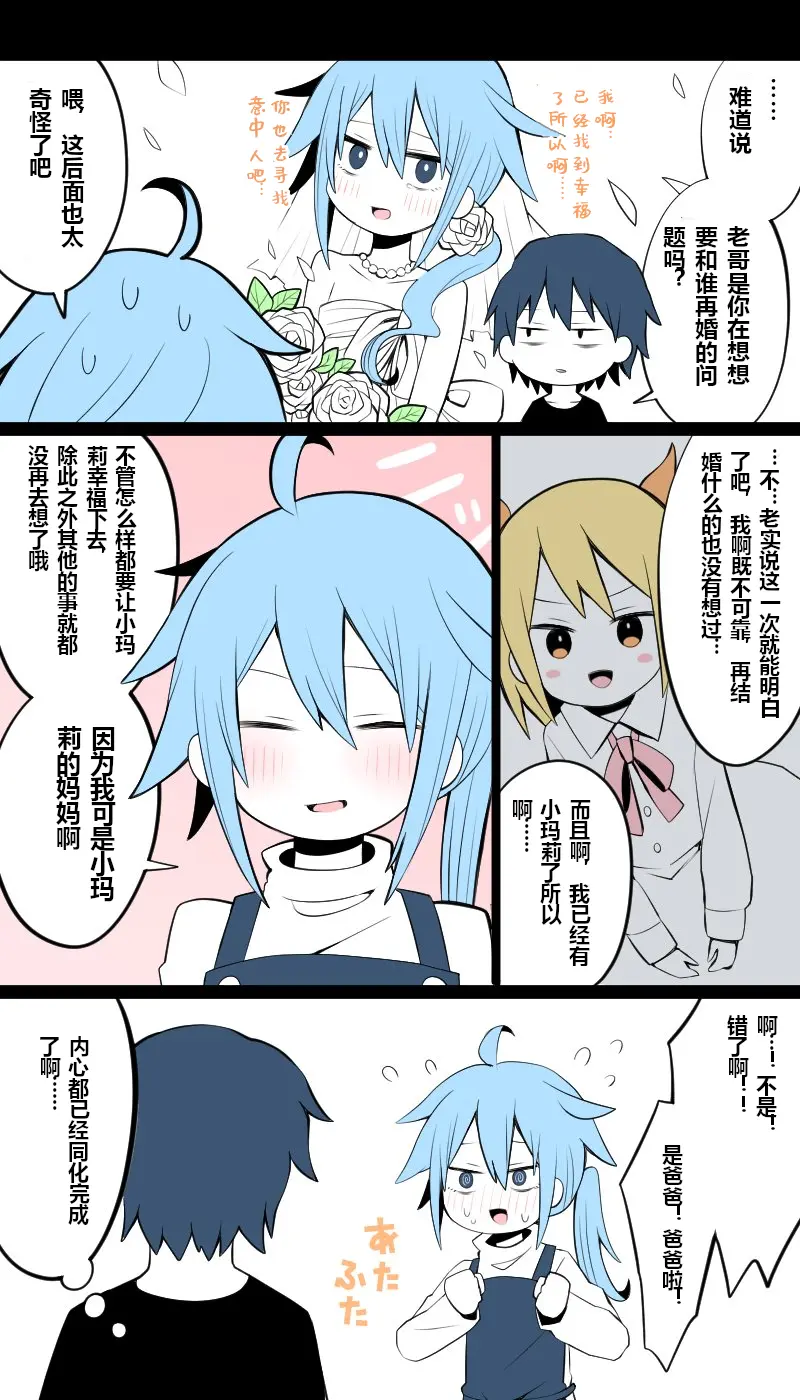 ……
难道说
老哥是你在想想
要和谁再婚的问
题吗?
我啊…
已经找到幸福
了所以啊……
你也去寻找
意中人吧…
喂,这后面也太
奇怪了吧
…不…老实说这一次就能明白
了吧,我啊既不可靠,再结
婚什么的也没有想过…
而且啊,我已经有
小玛莉了所以
啊……
不管怎么样都要让小玛
莉幸福下去,
除此之外其他的事就都
没再去想了哦
因为我可是小玛
莉的妈妈啊
啊…!不是!
错了啊!!
是爸爸!爸爸啦!
あたた
ふた
内心都已经同化完成
了啊……